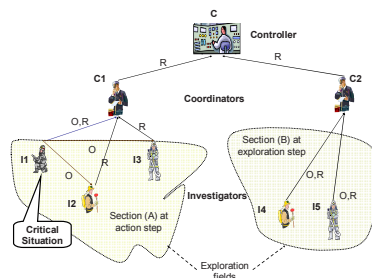 C
Controller
R
R
C1
C2
Coordinators
O,R
R
I1
O
I3
O
R
I2
Section (A) at
action step
Critical
Situation
Investigators
Section (B) at
exploration step
O,R
O,R
I4
I5
Exploration
fields